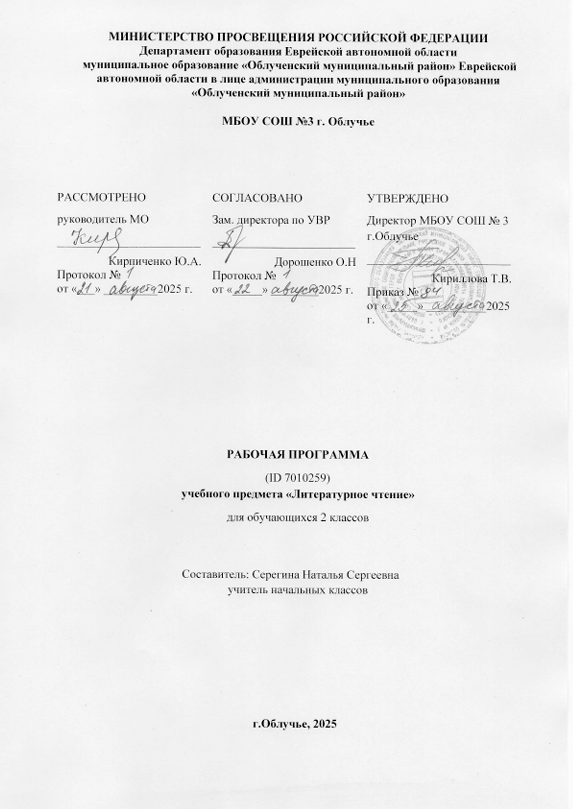 МИНИСТЕРСТВО ПРОСВЕЩЕНИЯ РОССИЙСКОЙ ФЕДЕРАЦИИ
Департамент образования Еврейской автономной области
муниципальное образование «Облученский муниципальный район» Еврейской
автономной области в лице администрации муниципального образования
«Облученский муниципальный район»
МБОУ СОШ №3 г. Облучье
РАССМОТРЕНО
руководитель МО
Кирпиченко Ю.А.
Протокол № 1
от «21» августа 2025 г.
СОГЛАСОВАНО
Зам. директора по УВР
Дорошенко О.Н
Протокол № 1
от «22» августа 2025 г.
УТВЕРЖДЕНО
Директор МБОУ СОШ № 3
г.Облучье
Кириллова Т.В.
Приказ № 84
от «25» августа 2025
г.
РАБОЧАЯ ПРОГРАММА
(ID 7010259)
учебного предмета «Литературное чтение»
для обучающихся 2 классов
Составитель: Серегина Наталья Сергеевна
учитель начальных классов
г.Облучье, 2025